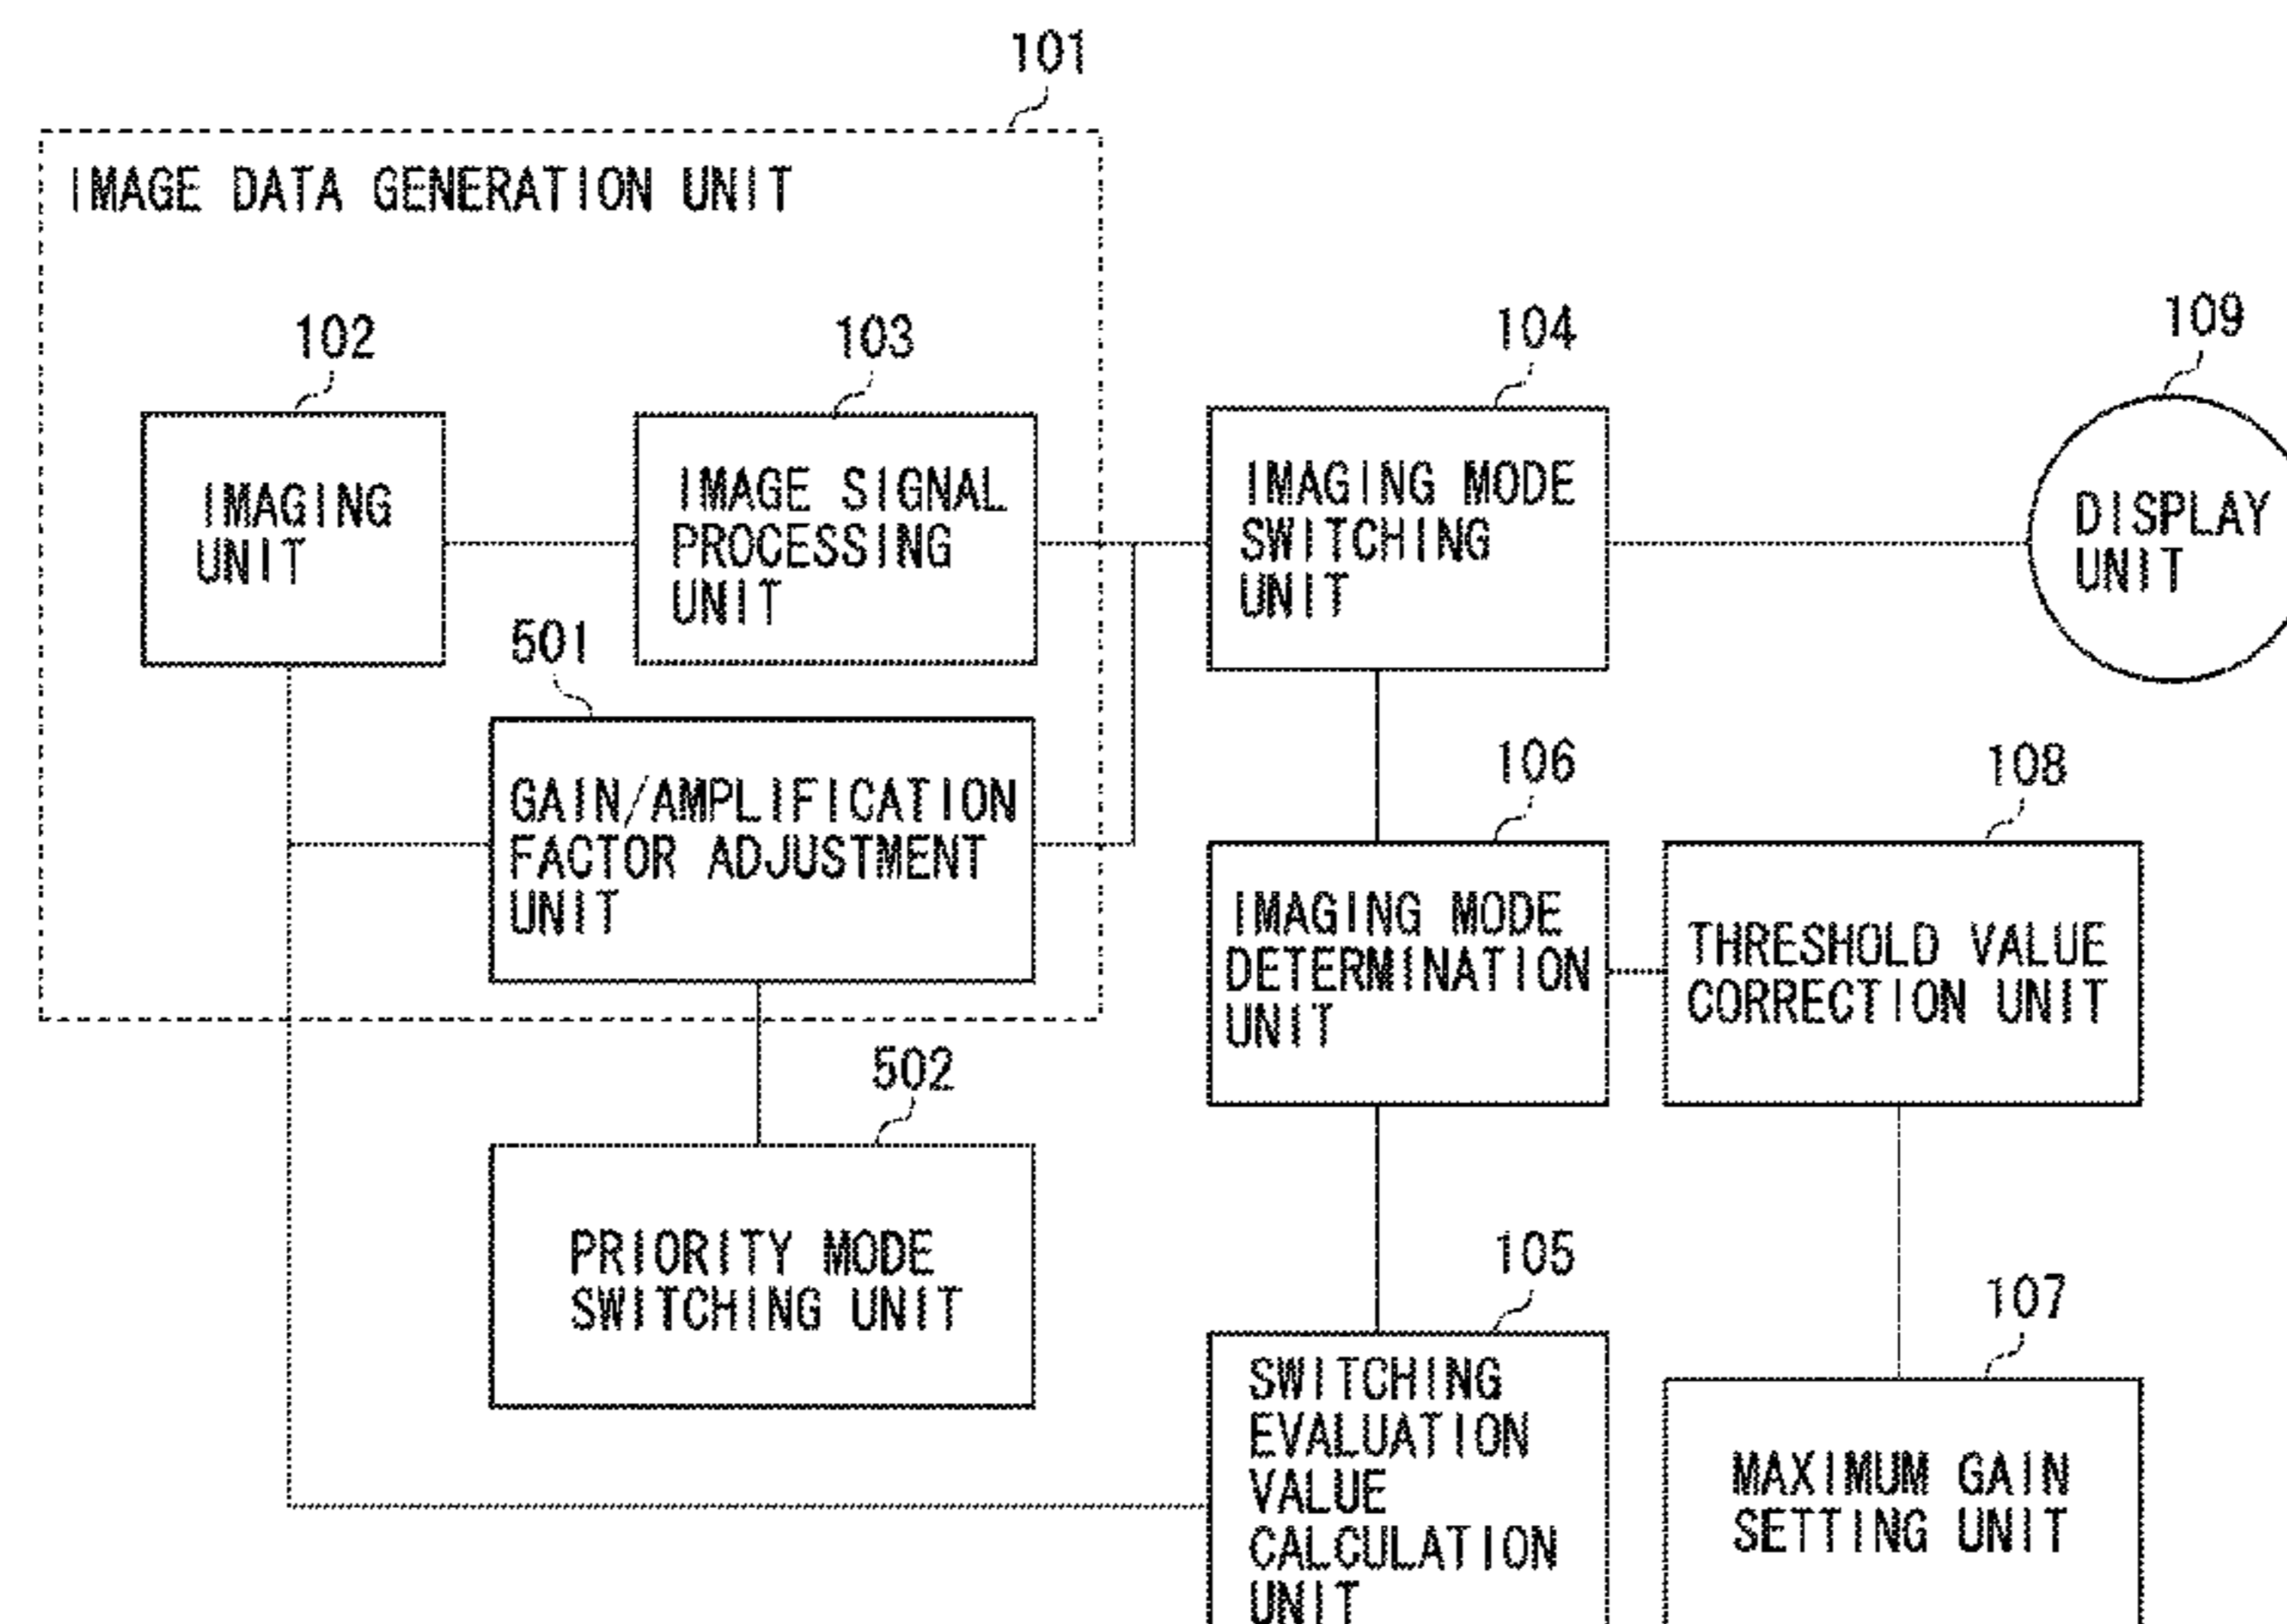 101
IMAGE DATA GENERATION UNIT
102
IMAGING
UNIT
103
IMAGE SIGNAL
PROCESSING
UNIT
104
IMAGING MODE
SWITCHING
UNIT
109
DISPLAY
UNIT
501
GAIN/AMPLIFICATION
FACTOR ADJUSTMENT
UNIT
106
IMAGING MODE
DETERMINATION
UNIT
108
THRESHOLD VALUE
CORRECTION UNIT
502
PRIORITY MODE
SWITCHING UNIT
105
SWITCHING
EVALUATION
VALUE
CALCULATION
UNIT
107
MAXIMUM GAIN
SETTING UNIT